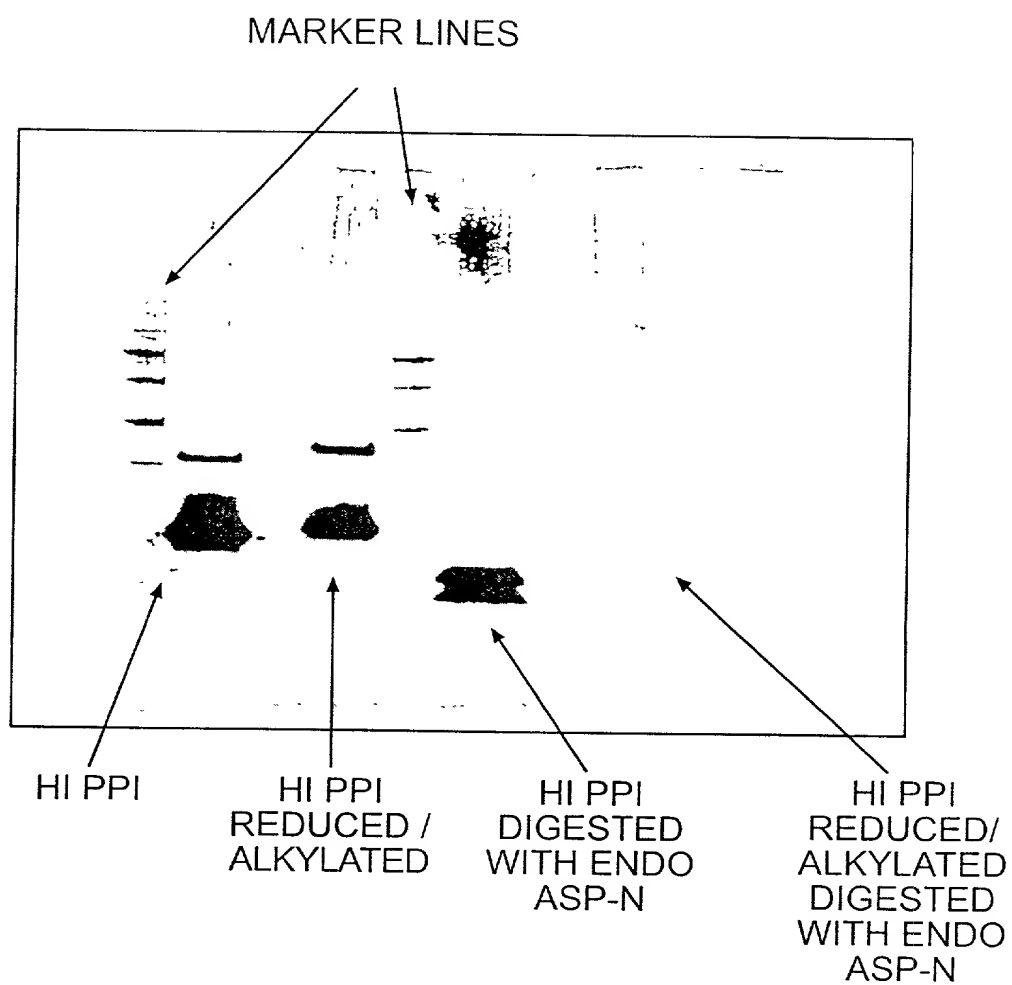 MARKER LINES
HI PPI
HI PPI
REDUCED /
ALKYLATED
HI PPI
DIGESTED
WITH ENDO
ASP-N
HI PPI
REDUCED/
ALKYLATED
DIGESTED
WITH ENDO
ASP-N